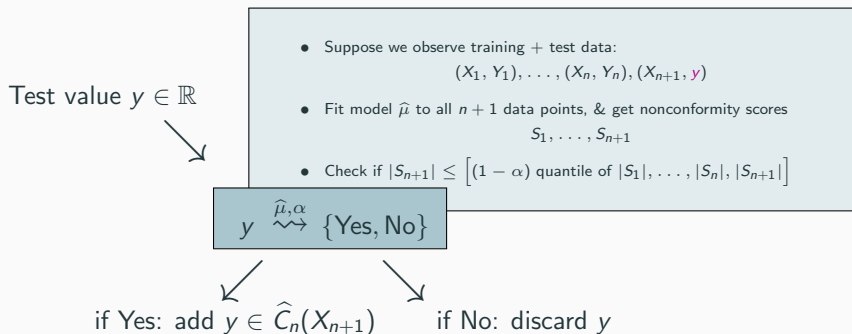 • Suppose we observe training + test data:
(X₁, Y₁), . . . , (Xₙ, Yₙ), (Xₙ₊₁, y)
Test value y ∈ ℝ
• Fit model μ̂ to all n + 1 data points, & get nonconformity scores
S₁, . . . , Sₙ₊₁
• Check if |Sₙ₊₁| ≤ [(1 − α) quantile of |S₁|, . . . , |Sₙ|, |Sₙ₊₁|]
y ⇝ {Yes, No}
μ̂,α
if Yes: add y ∈ Ĉₙ(Xₙ₊₁)
if No: discard y